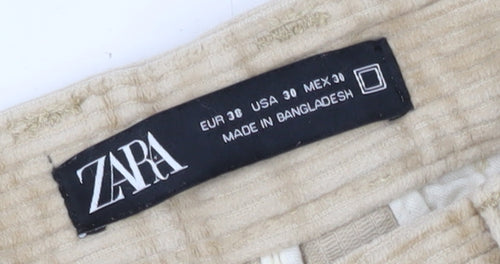 ZARA
EUR 38 USA 30 MEX 30
MADE IN BANGLADESH